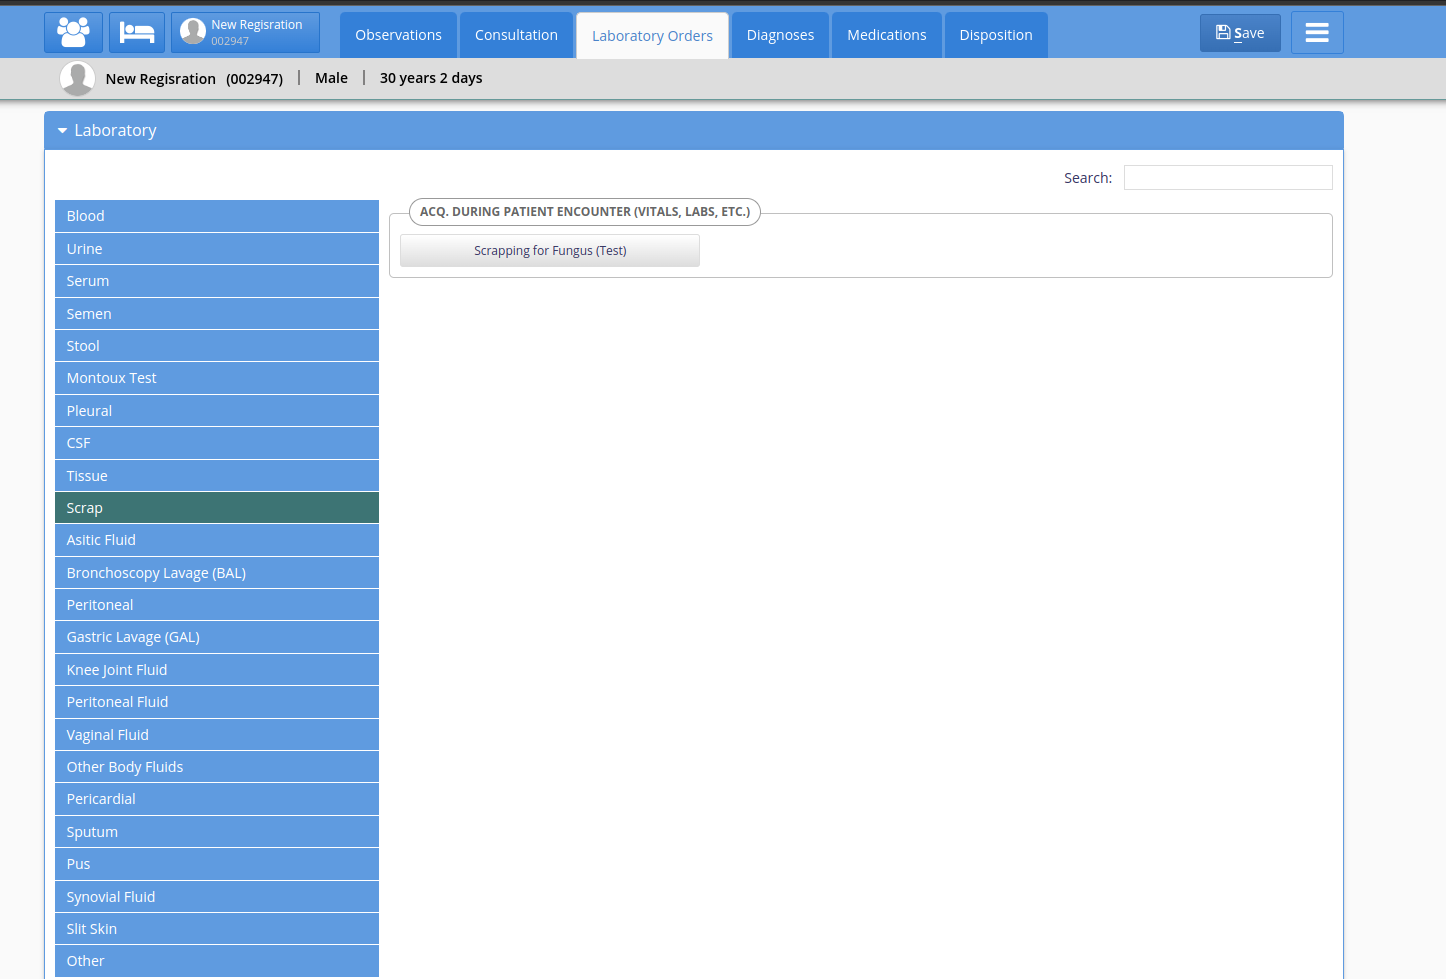 New Regisration
002947
Observations
Consultation
Laboratory Orders
Diagnoses
Medications
Disposition
Save
New Regisration (002947) | Male | 30 years 2 days
Laboratory
Search:
Blood
Urine
Serum
Semen
Stool
Montoux Test
Pleural
CSF
Tissue
Scrap
Asitic Fluid
Bronchoscopy Lavage (BAL)
Peritoneal
Gastric Lavage (GAL)
Knee Joint Fluid
Peritoneal Fluid
Vaginal Fluid
Other Body Fluids
Pericardial
Sputum
Pus
Synovial Fluid
Slit Skin
Other
ACQ. DURING PATIENT ENCOUNTER (VITALS, LABS, ETC.)
Scrapping for Fungus (Test)